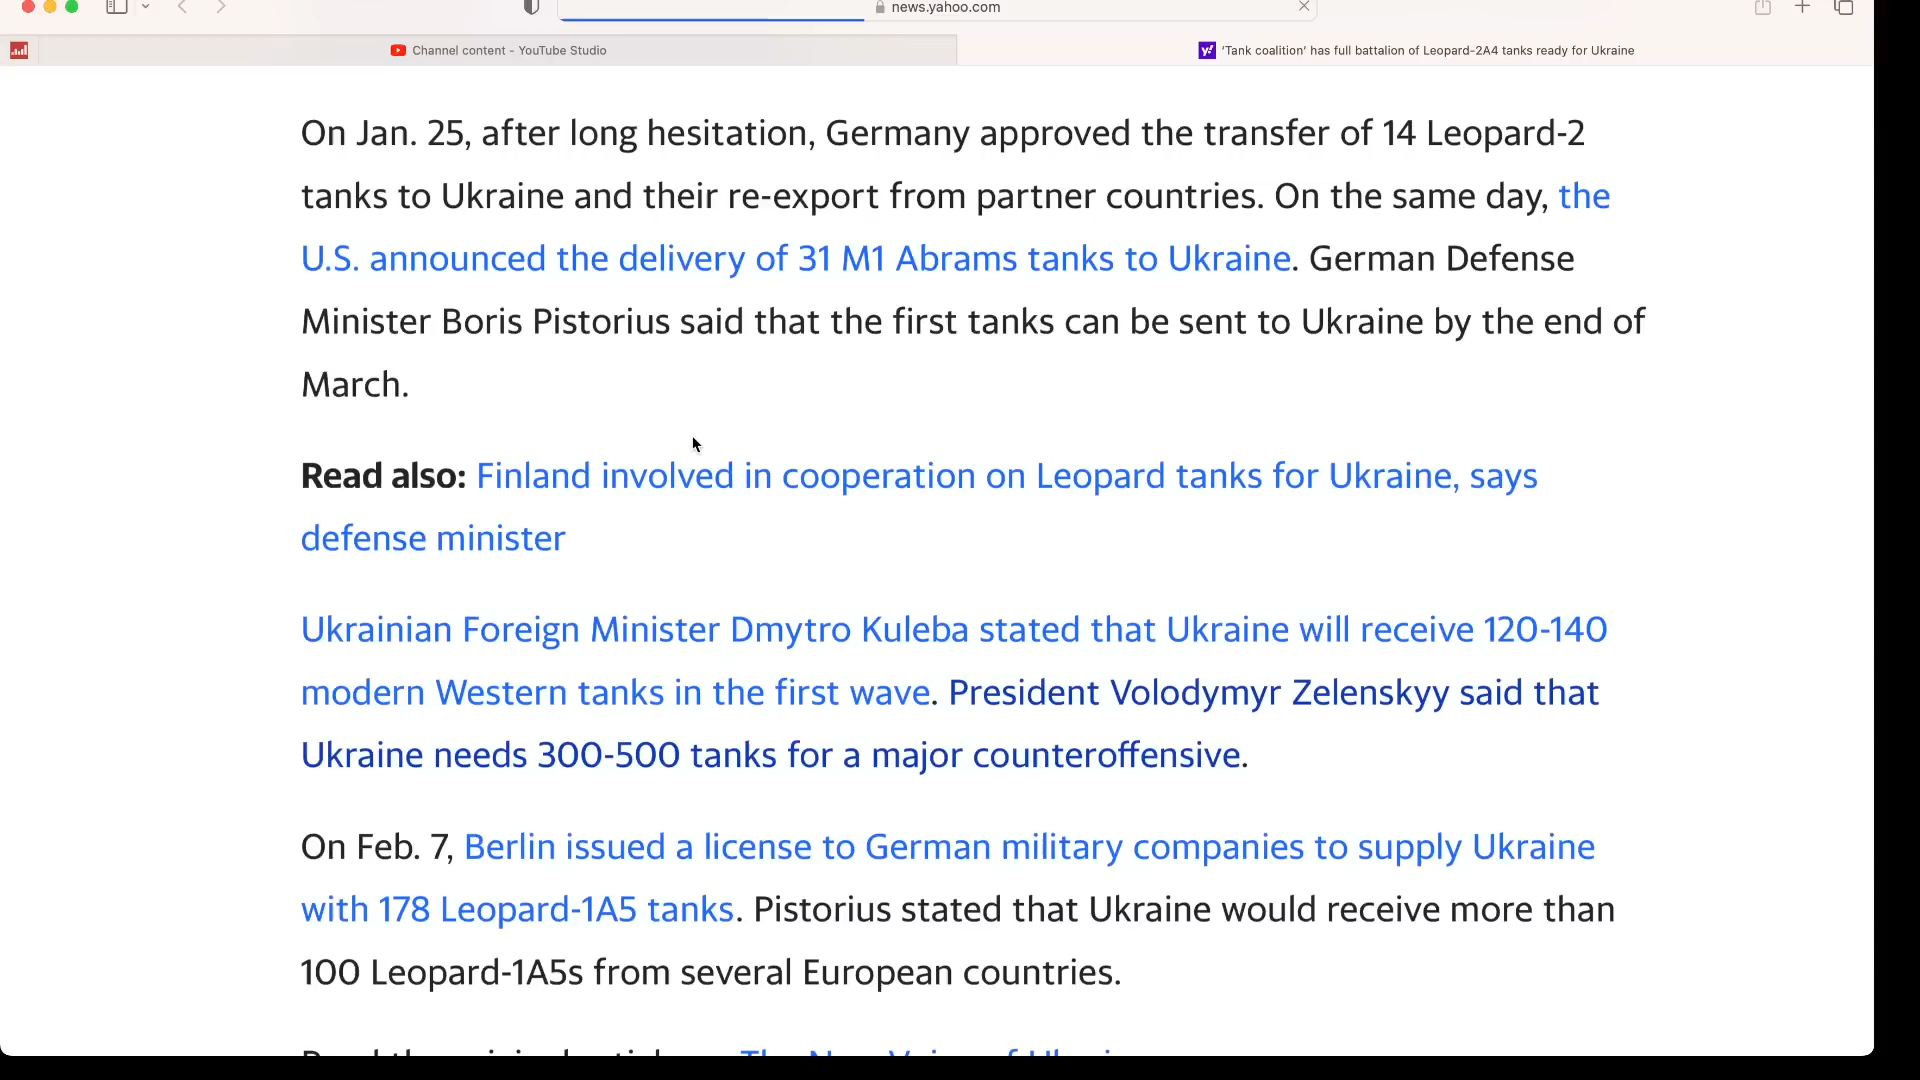 news.yahoo.com
Channel content - YouTube Studio
'Tank coalition' has full battalion of Leopard-2A4 tanks ready for Ukraine
On Jan. 25, after long hesitation, Germany approved the transfer of 14 Leopard-2
tanks to Ukraine and their re-export from partner countries. On the same day, the
U.S. announced the delivery of 31 M1 Abrams tanks to Ukraine. German Defense
Minister Boris Pistorius said that the first tanks can be sent to Ukraine by the end of
March.
Read also: Finland involved in cooperation on Leopard tanks for Ukraine, says
defense minister
Ukrainian Foreign Minister Dmytro Kuleba stated that Ukraine will receive 120-140
modern Western tanks in the first wave. President Volodymyr Zelenskyy said that
Ukraine needs 300-500 tanks for a major counteroffensive.
On Feb. 7, Berlin issued a license to German military companies to supply Ukraine
with 178 Leopard-1A5 tanks. Pistorius stated that Ukraine would receive more than
100 Leopard-1A5s from several European countries.